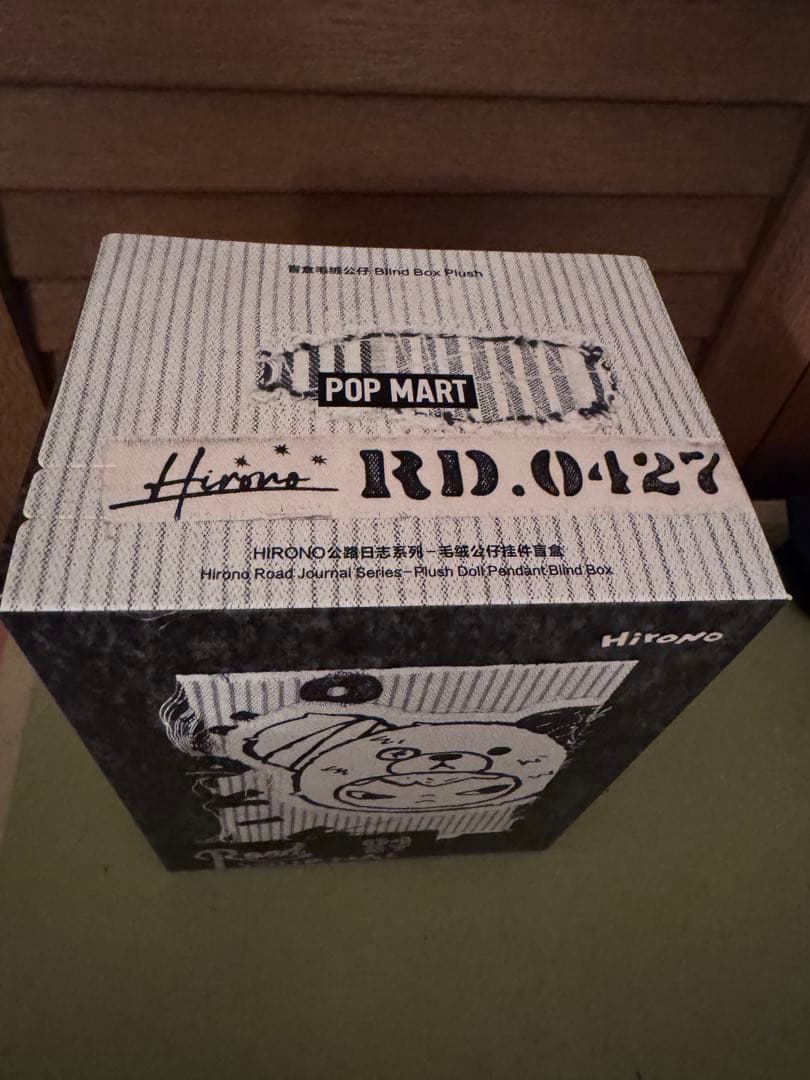 盲盒毛绒公仔 Blind Box Plush
POP MART
Hirono RD.0427
HIRONO公路日志系列-毛绒公仔挂件盲盒
Hirono Road Journal Series-Plush Doll Pendant Blind Box
Hirono
Road